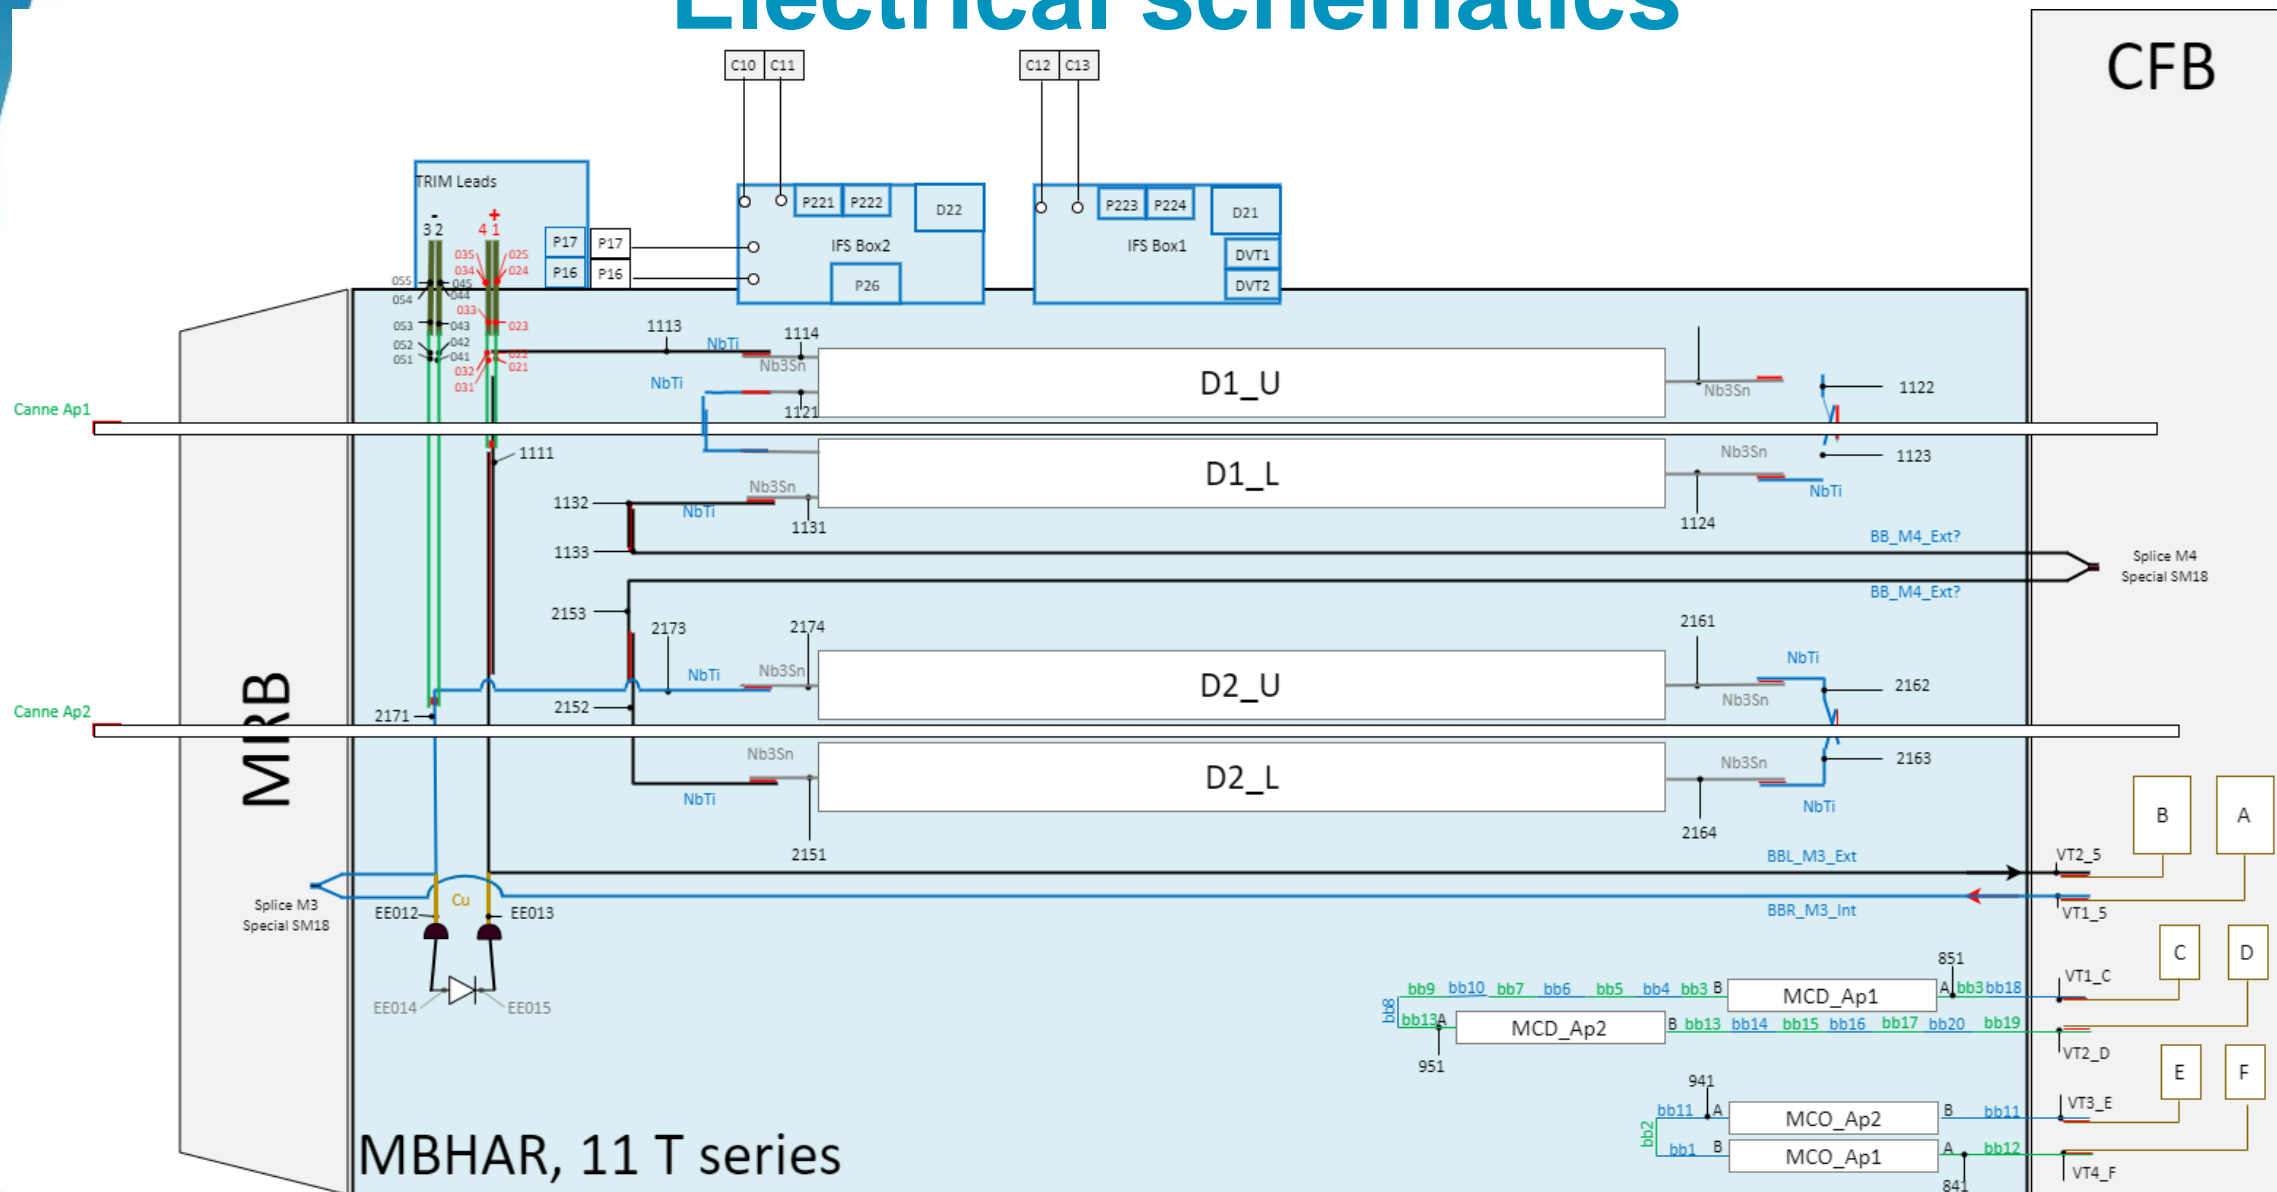 Electrical schematics
CFB
C10 C11
C12 C13
TRIM Leads
- +
3 2 4 1
P17 P17
P16 P16
P221 P222 D22
IFS Box2
P26
P223 P224 D21
IFS Box1
DVT1
DVT2
035 025
034 024
055 045
054 044
033
053 043 023
052 042
051 041 022
032 021
031
1113 1114
NbTi
Nb3Sn
NbTi
1121
D1_U
Nb3Sn
1122
Canne Ap1
1111
D1_L
Nb3Sn
1123
NbTi
Nb3Sn
1132
NbTi
1131
1124
1133
BB_M4_Ext?
Splice M4
Special SM18
BB_M4_Ext?
2153
2173 2174
2161
NbTi
Nb3Sn
NbTi
D2_U
Nb3Sn
2162
2152
2171
Canne Ap2
MIRB
Nb3Sn
D2_L
Nb3Sn
2163
NbTi
NbTi
2151
2164
B A
BBL_M3_Ext
VT2_5
Splice M3
Special SM18
Cu
EE012 EE013
BBR_M3_Int
VT1_5
EE014 EE015
C D
851
VT1_C
bb9 bb10 bb7 bb6 bb5 bb4 bb3 B MCD_Ap1 A bb3 bb18
bb8
bb13 A MCD_Ap2 B bb13 bb14 bb15 bb16 bb17 bb20 bb19
951
VT2_D
E F
941
VT3_E
bb11 A MCO_Ap2 B bb11
bb2
bb1 B MCO_Ap1 A bb12
841
VT4_F
MBHAR, 11 T series